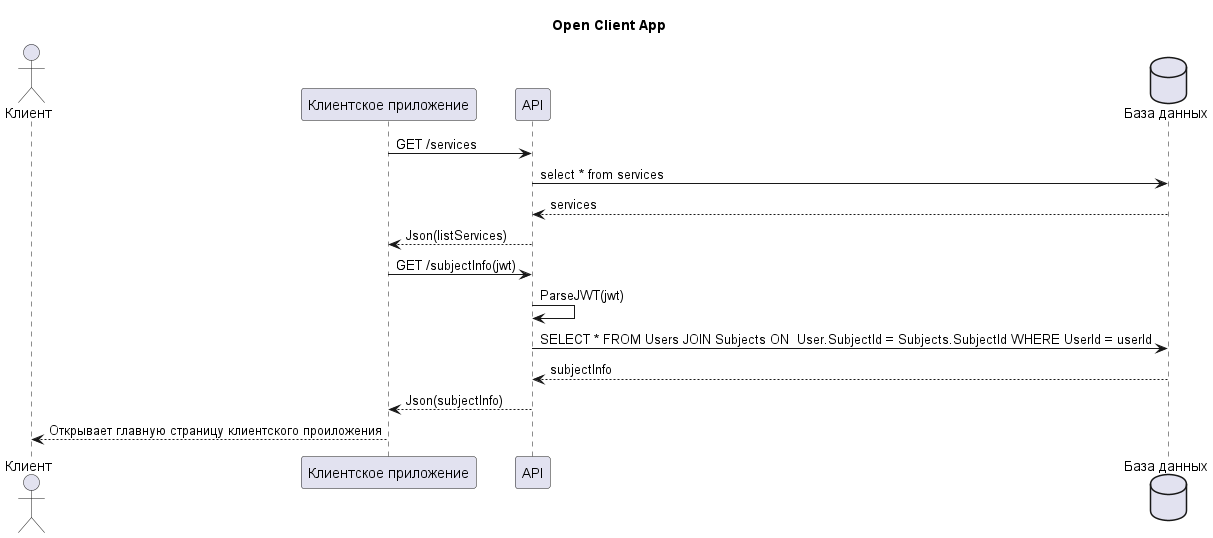 Open Client App
Клиент
Клиентское приложение
API
База данных
GET /services
select * from services
services
Json(listServices)
GET /subjectInfo(jwt)
ParseJWT(jwt)
SELECT * FROM Users JOIN Subjects ON  User.SubjectId = Subjects.SubjectId WHERE UserId = userId
subjectInfo
Json(subjectInfo)
Открывает главную страницу клиентского проиложения
Клиент
Клиентское приложение
API
База данных